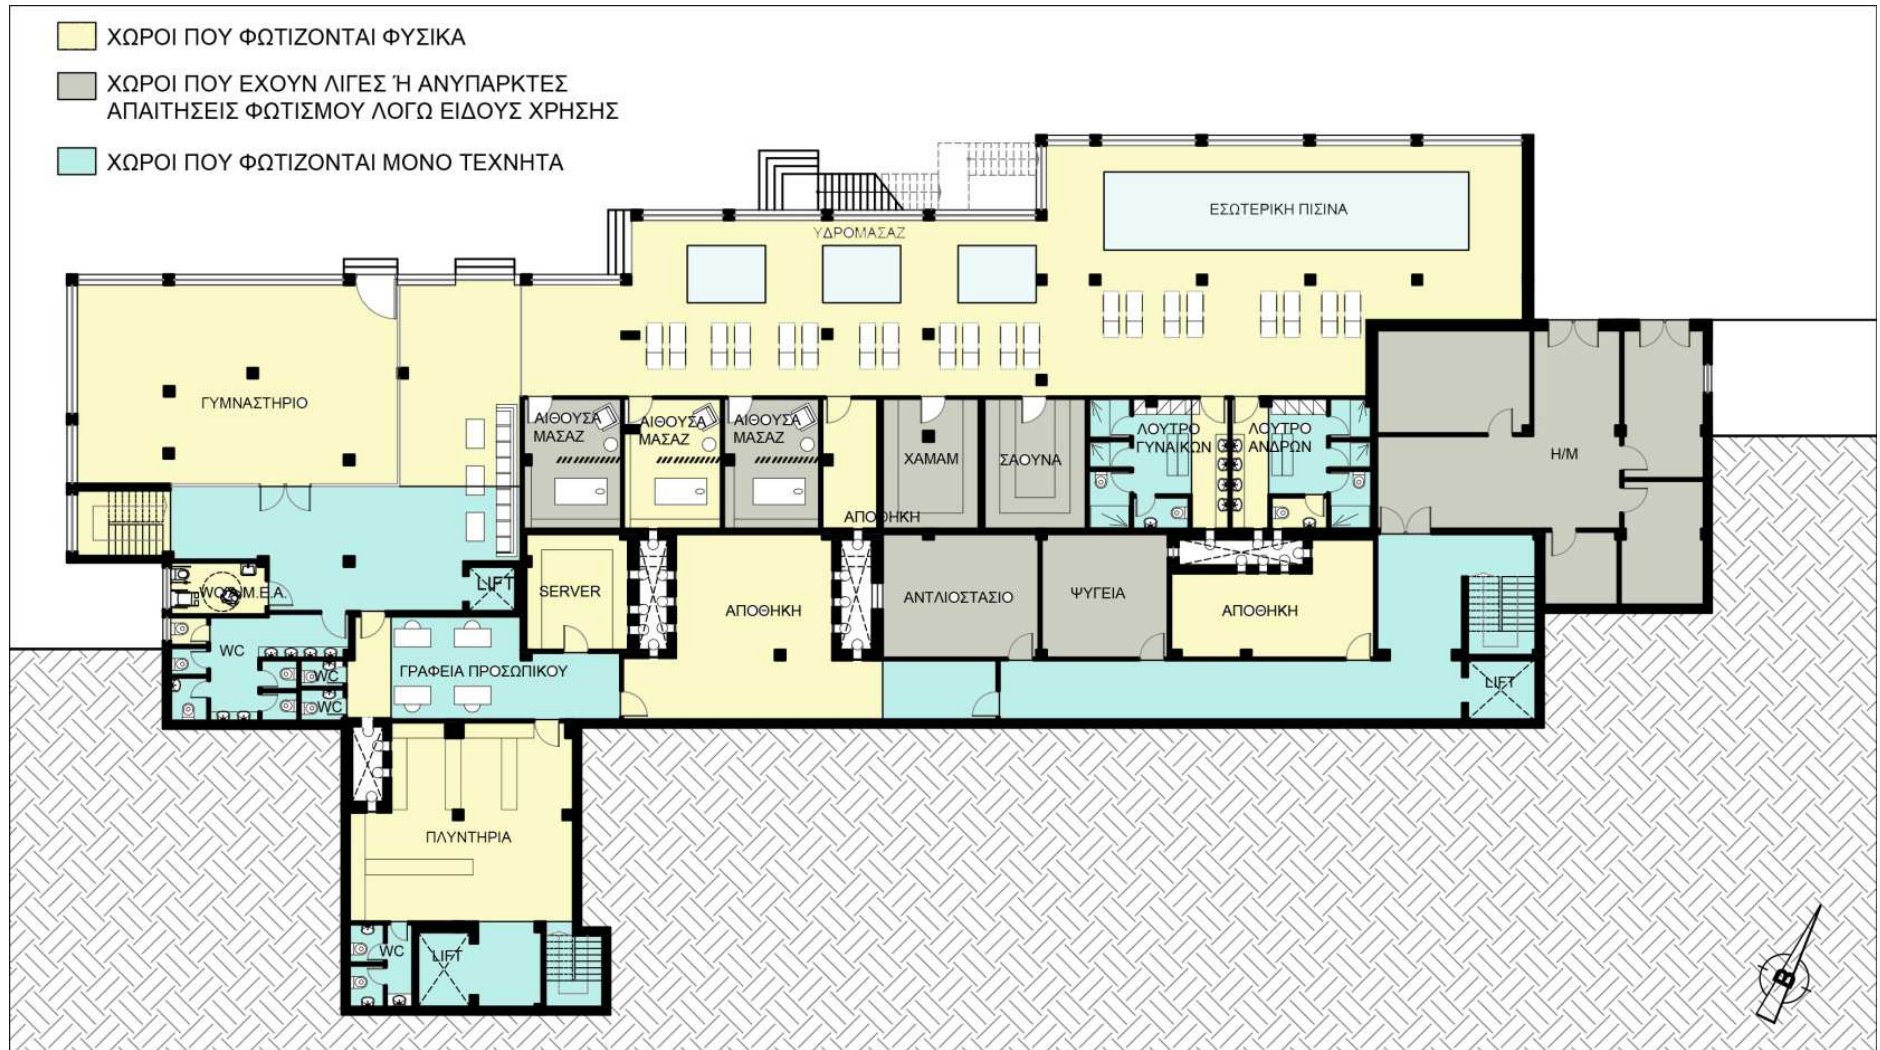 ΧΩΡΟΙ ΠΟΥ ΦΩΤΙΖΟΝΤΑΙ ΦΥΣΙΚΑ
ΧΩΡΟΙ ΠΟΥ ΕΧΟΥΝ ΛΙΓΕΣ Ή ΑΝΥΠΑΡΚΤΕΣ
ΑΠΑΙΤΗΣΕΙΣ ΦΩΤΙΣΜΟΥ ΛΟΓΩ ΕΙΔΟΥΣ ΧΡΗΣΗΣ
ΧΩΡΟΙ ΠΟΥ ΦΩΤΙΖΟΝΤΑΙ ΜΟΝΟ ΤΕΧΝΗΤΑ
ΕΣΩΤΕΡΙΚΗ ΠΙΣΙΝΑ
ΥΔΡΟΜΑΣΑΖ
ΓΥΜΝΑΣΤΗΡΙΟ
ΑΙΘΟΥΣΑ
ΜΑΣΑΖ
ΑΙΘΟΥΣΑ
ΜΑΣΑΖ
ΑΙΘΟΥΣΑ
ΜΑΣΑΖ
ΧΑΜΑΜ
ΣΑΟΥΝΑ
ΛΟΥΤΡΟ
ΓΥΝΑΙΚΩΝ
ΛΟΥΤΡΟ
ΑΝΔΡΩΝ
Η/Μ
ΑΠΟΘΗΚΗ
LIFT
SERVER
ΑΠΟΘΗΚΗ
ΑΝΤΛΙΟΣΤΑΣΙΟ
ΨΥΓΕΙΑ
ΑΠΟΘΗΚΗ
WC Α.Μ.Ε.Α.
WC
WC
WC
ΓΡΑΦΕΙΑ ΠΡΟΣΩΠΙΚΟΥ
LIFT
ΠΛΥΝΤΗΡΙΑ
WC
LIFT
Β